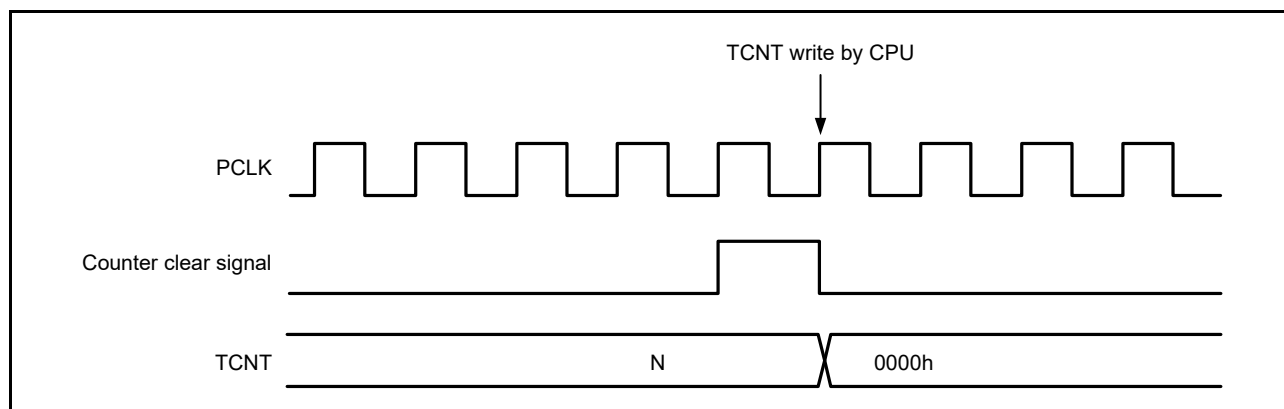 TCNT write by CPU
PCLK
Counter clear signal
TCNT N 0000h